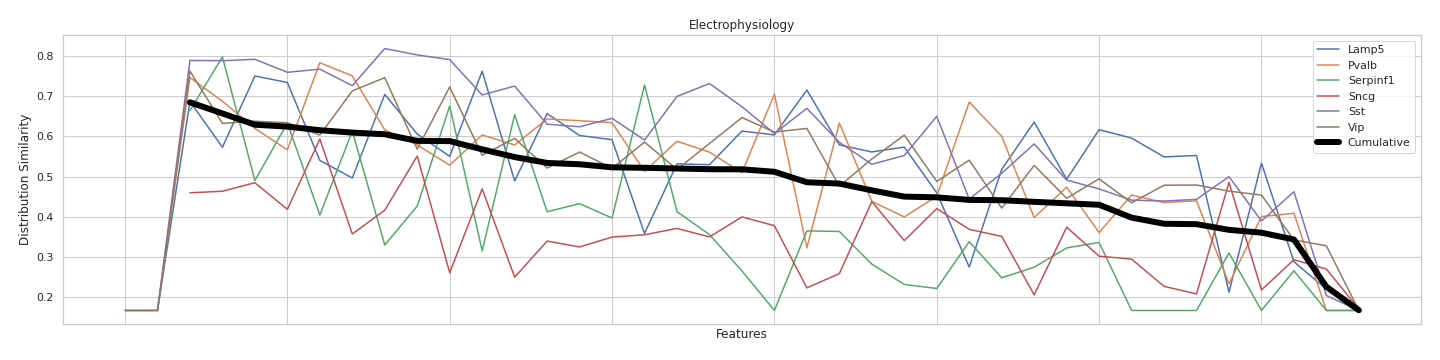 Electrophysiology
Distribution Similarity
0.8
0.7
0.6
0.5
0.4
0.3
0.2
Lamp5
Pvalb
Serpinf1
Sncg
Sst
Vip
Cumulative
Features